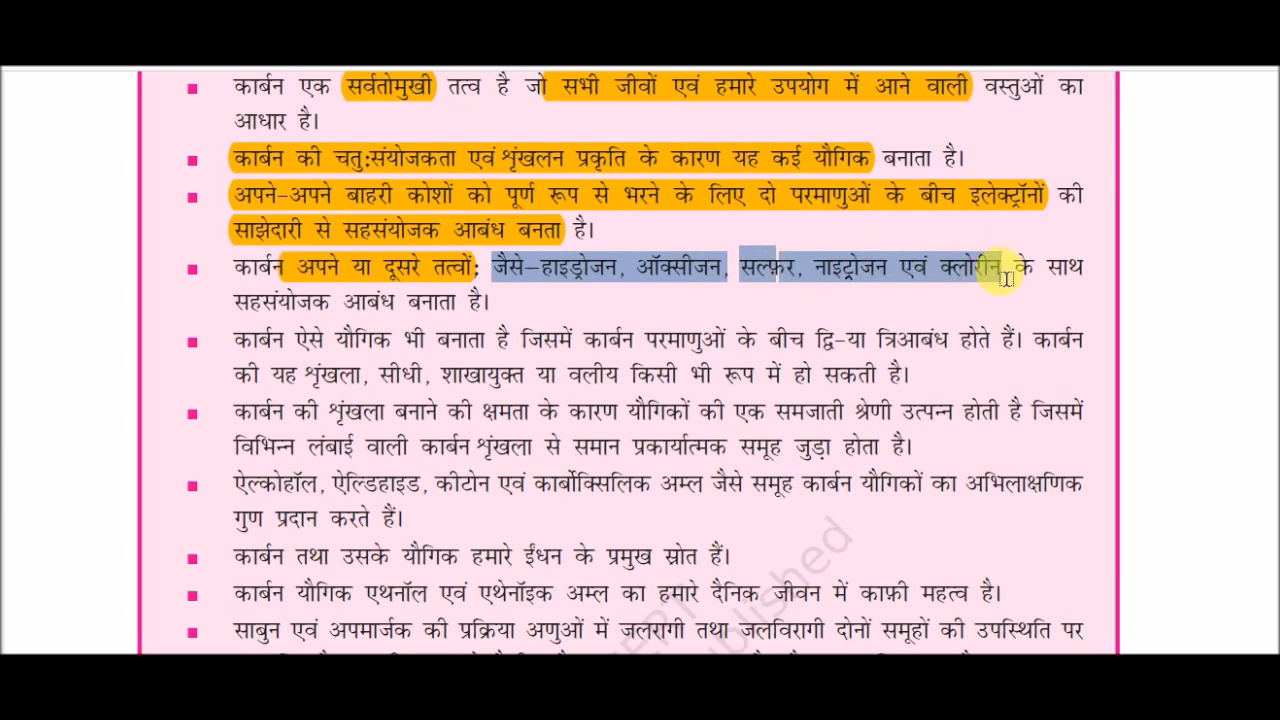 कार्बन एक सर्वतोमुखी तत्व है जो सभी जीवों एवं हमारे उपयोग में आने वाली वस्तुओं का
आधार है।
कार्बन की चतुःसंयोजकता एवं शृंखलन प्रकृति के कारण यह कई यौगिक बनाता है।
अपने-अपने बाहरी कोशों को पूर्ण रूप से भरने के लिए दो परमाणुओं के बीच इलेक्ट्रॉनों की
साझेदारी से सहसंयोजक आबंध बनता है।
कार्बन अपने या दूसरे तत्वों; जैसे-हाइड्रोजन, ऑक्सीजन, सल्फ़र, नाइट्रोजन एवं क्लोरीन के साथ
सहसंयोजक आबंध बनाता है।
कार्बन ऐसे यौगिक भी बनाता है जिसमें कार्बन परमाणुओं के बीच द्वि-या त्रिआबंध होते हैं। कार्बन
की यह शृंखला, सीधी, शाखायुक्त या वलीय किसी भी रूप में हो सकती है।
कार्बन की शृंखला बनाने की क्षमता के कारण यौगिकों की एक समजाती श्रेणी उत्पन्न होती है जिसमें
विभिन्न लंबाई वाली कार्बन शृंखला से समान प्रकार्यात्मक समूह जुड़ा होता है।
ऐल्कोहॉल, ऐल्डिहाइड, कीटोन एवं कार्बोक्सिलिक अम्ल जैसे समूह कार्बन यौगिकों का अभिलाक्षणिक
गुण प्रदान करते हैं।
कार्बन तथा उसके यौगिक हमारे ईंधन के प्रमुख स्रोत हैं।
कार्बन यौगिक एथनॉल एवं एथेनॉइक अम्ल का हमारे दैनिक जीवन में काफ़ी महत्व है।
साबुन एवं अपमार्जक की प्रक्रिया अणुओं में जलरागी तथा जलविरागी दोनों समूहों की उपस्थिति पर